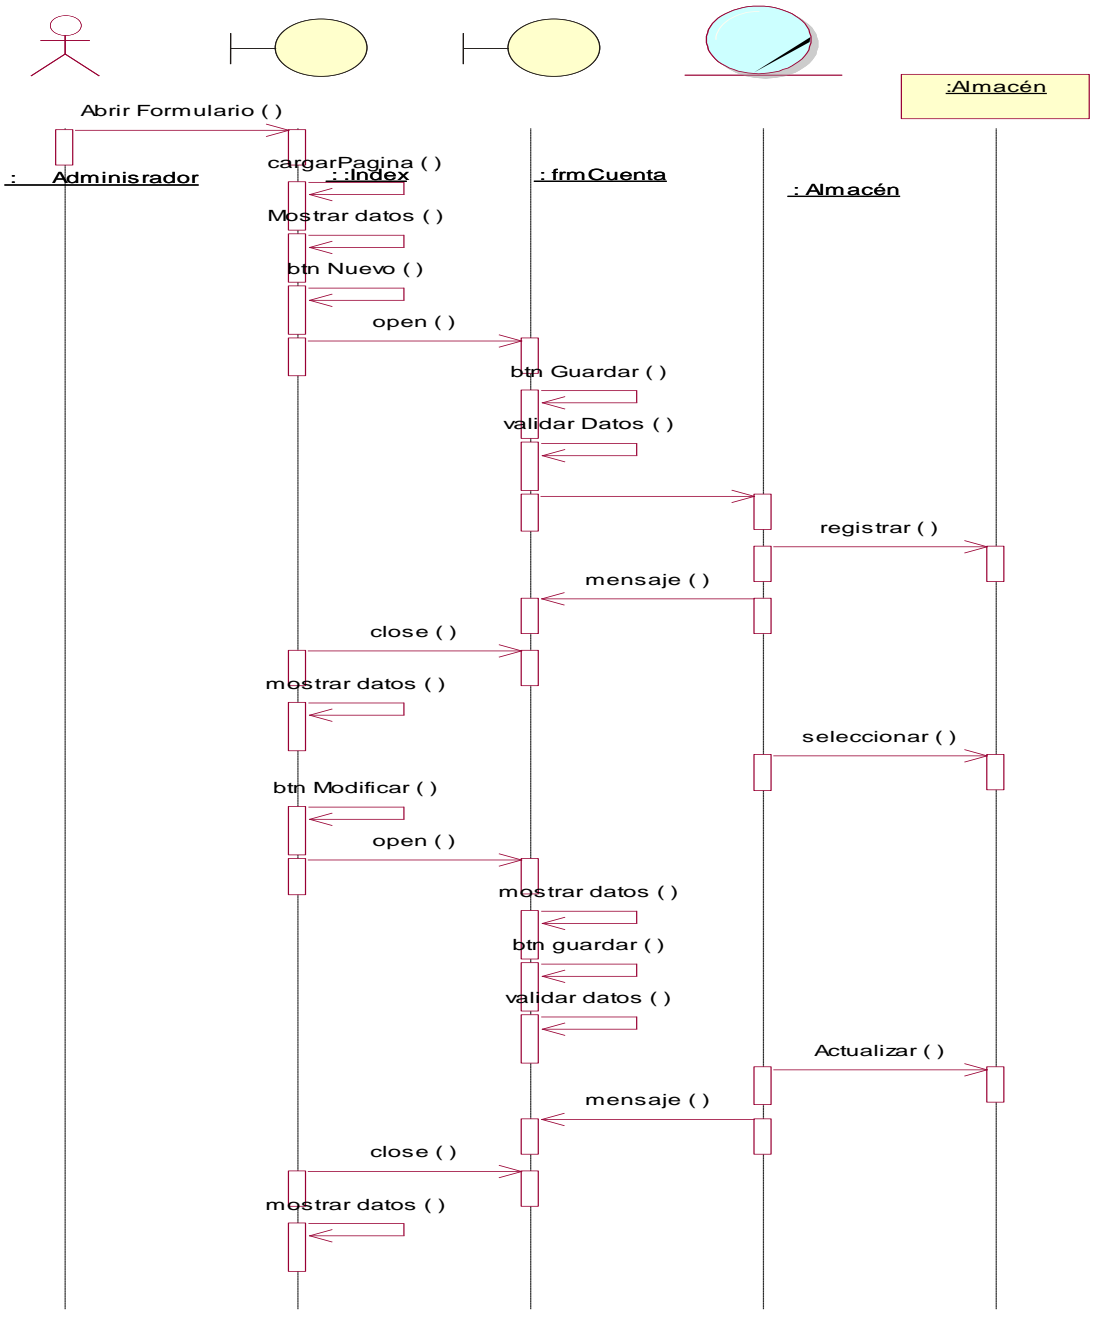 :Almacén
Abrir Formulario ( )
cargarPagina ( )
:     Adminisrador
: :Index
: frmCuenta
: Almacén
Mostrar datos ( )
btn Nuevo ( )
open ( )
btn Guardar ( )
validar Datos ( )
registrar ( )
mensaje ( )
close ( )
mostrar datos ( )
seleccionar ( )
btn Modificar ( )
open ( )
mostrar datos ( )
btn guardar ( )
validar datos ( )
Actualizar ( )
mensaje ( )
close ( )
mostrar datos ( )